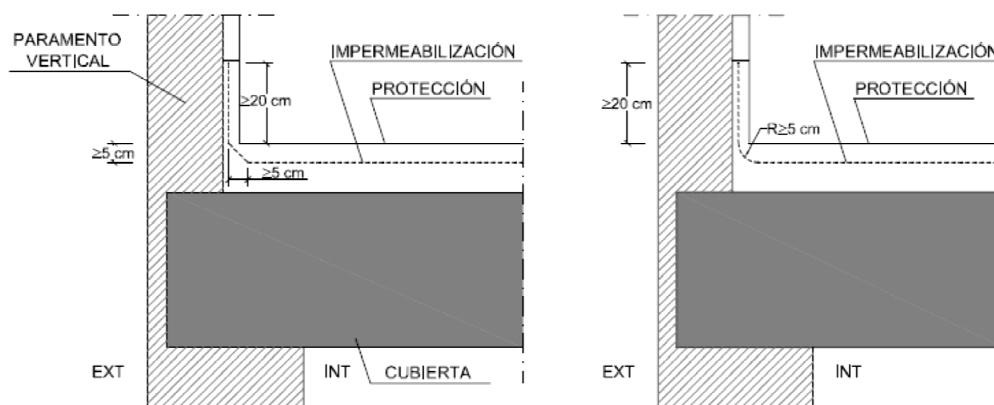 PARAMENTO
VERTICAL
IMPERMEABILIZACIÓN
PROTECCIÓN
≥20 cm
≥5 cm
≥5 cm
EXT
INT
CUBIERTA
IMPERMEABILIZACIÓN
PROTECCIÓN
≥20 cm
R≥5 cm
EXT
INT